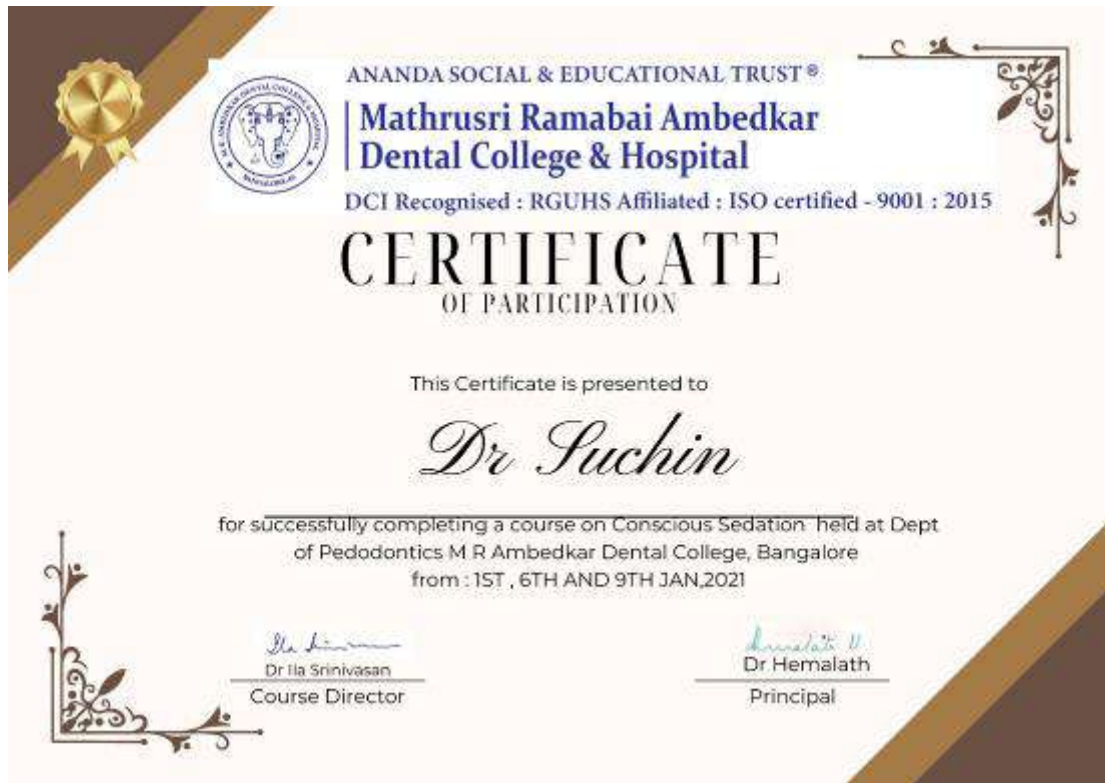 ANANDA SOCIAL & EDUCATIONAL TRUST ®
Mathrusri Ramabai Ambedkar
Dental College & Hospital
DCI Recognised : RGUHS Affiliated : ISO certified - 9001 : 2015
CERTIFICATE
OF PARTICIPATION
This Certificate is presented to
Dr Suchin
for successfully completing a course on Conscious Sedation held at Dept
of Pedodontics M R Ambedkar Dental College, Bangalore
from : 1ST , 6TH AND 9TH JAN,2021
Dr Ila Srinivasan
Course Director
Dr Hemalath
Principal